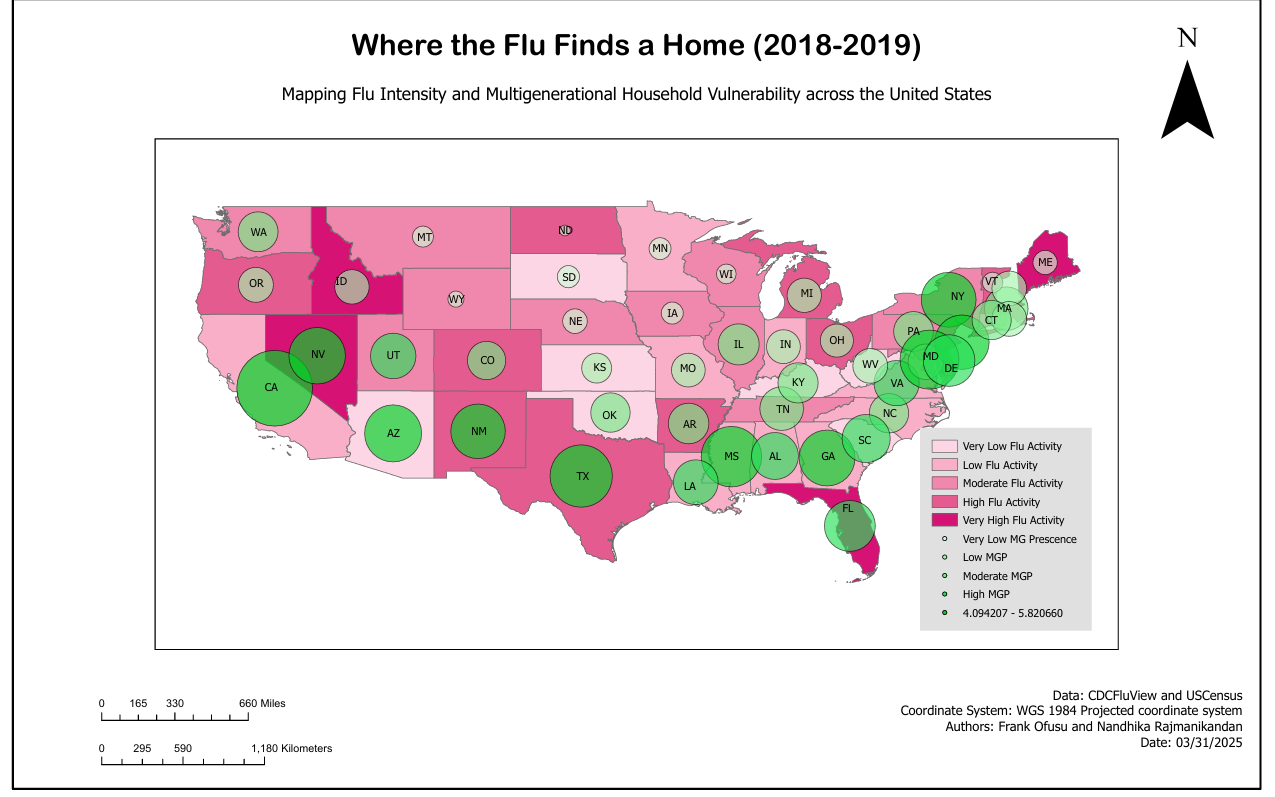 Where the Flu Finds a Home (2018-2019)
N
Mapping Flu Intensity and Multigenerational Household Vulnerability across the United States
WA
MT
ND
MN
ME
OR
ID
SD
WI
VT
WY
MI
NY
NE
IA
MA
CT
NV
UT
CO
IL
IN
OH
PA
KS
MO
WV
MD
DE
CA
KY
VA
AZ
NM
OK
AR
TN
NC
TX
MS
AL
GA
SC
LA
FL
Very Low Flu Activity
Low Flu Activity
Moderate Flu Activity
High Flu Activity
Very High Flu Activity
Very Low MG Prescence
Low MGP
Moderate MGP
High MGP
4.094207 - 5.820660
0 165 330 660 Miles
0 295 590 1,180 Kilometers
Data: CDCFluView and USCensus
Coordinate System: WGS 1984 Projected coordinate system
Authors: Frank Ofusu and Nandhika Rajmanikandan
Date: 03/31/2025